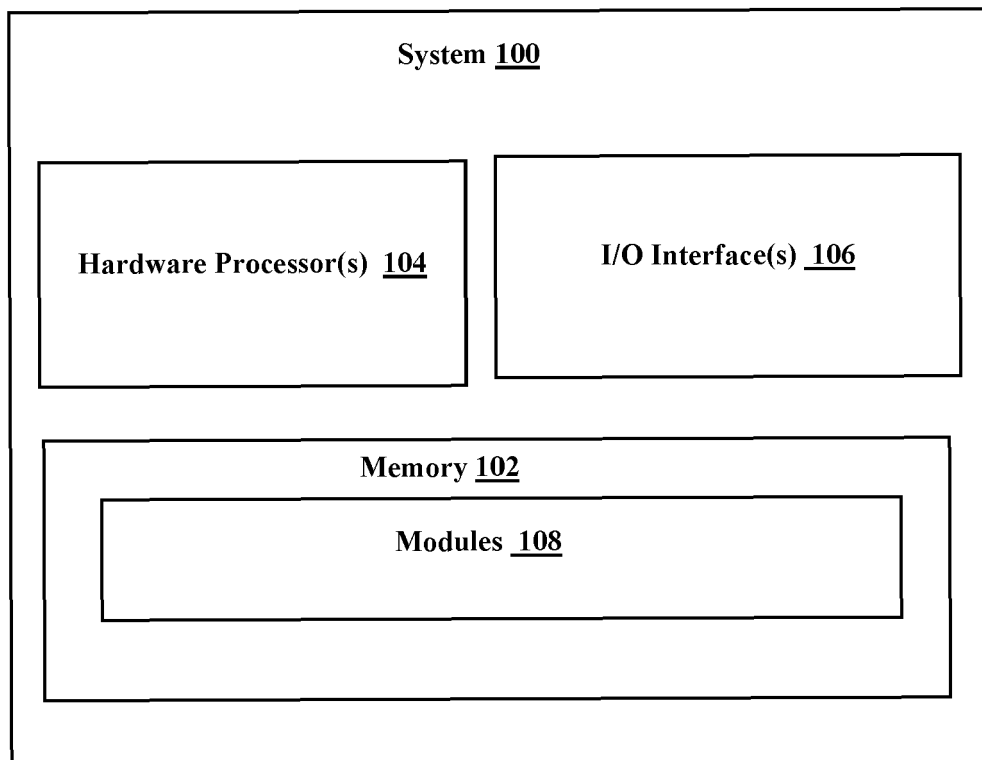 System 100
Hardware Processor(s) 104
I/O Interface(s) 106
Memory 102
Modules 108